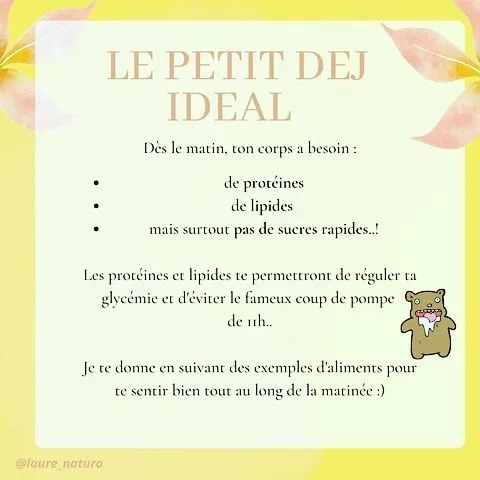 LE PETIT DEJ
IDEAL
Dès le matin, ton corps a besoin :
• de protéines
• de lipides
• mais surtout pas de sucres rapides..!
Les protéines et lipides te permettront de réguler ta
glycémie et d'éviter le fameux coup de pompe
de 11h..
Je te donne en suivant des exemples d'aliments pour
te sentir bien tout au long de la matinée :)
@laure_naturo